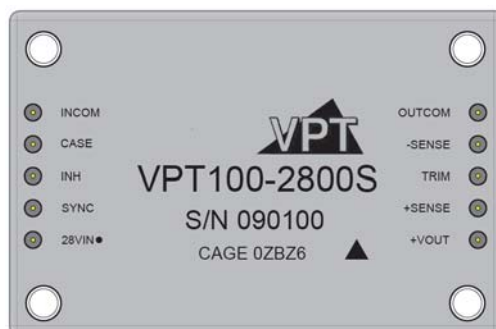 INCOM
CASE
INH
SYNC
28VIN●
VPT
VPT100-2800S
S/N 090100
CAGE 0ZBZ6
OUTCOM
-SENSE
TRIM
+SENSE
+VOUT